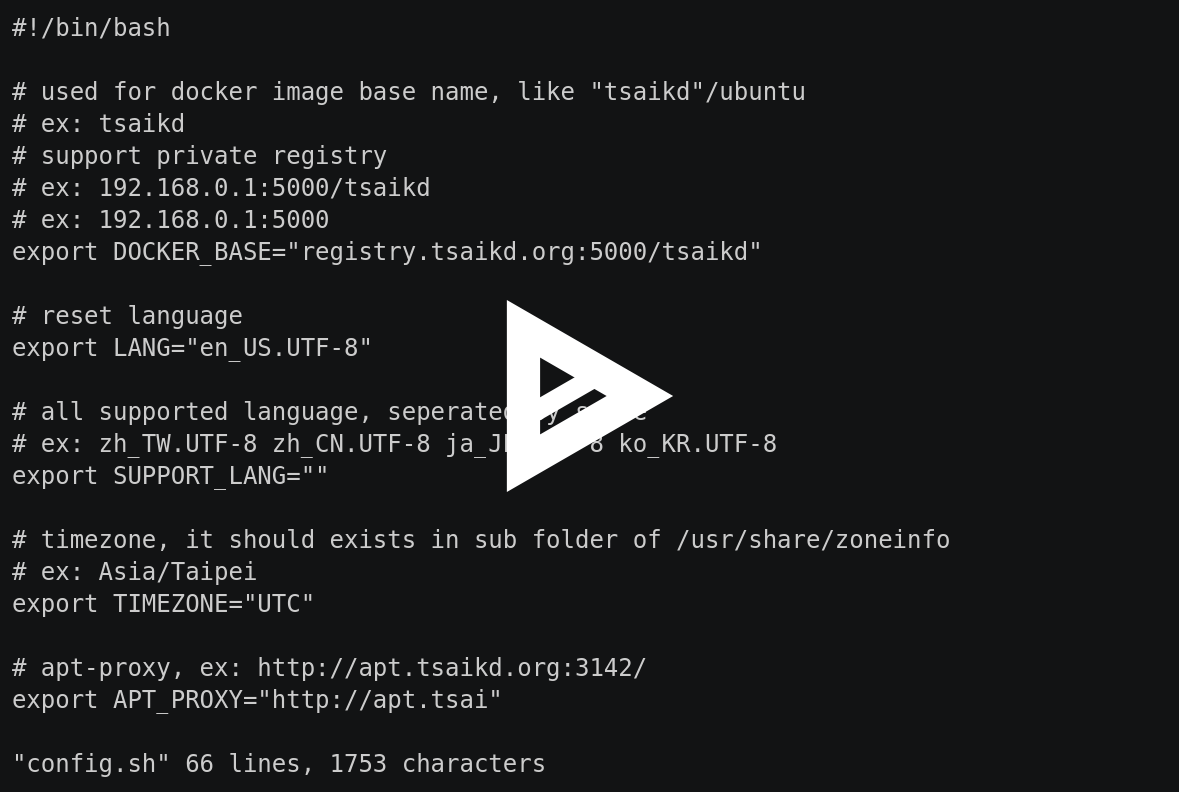 #!/bin/bash
# used for docker image base name, like "tsaikd"/ubuntu
# ex: tsaikd
# support private registry
# ex: 192.168.0.1:5000/tsaikd
# ex: 192.168.0.1:5000
export DOCKER_BASE="registry.tsaikd.org:5000/tsaikd"
# reset language
export LANG="en_US.UTF-8"
# all supported language, seperated
# ex: zh_TW.UTF-8 zh_CN.UTF-8 ko_KR.UTF-8
export SUPPORT_LANG=""
# timezone, it should exists in sub folder of /usr/share/zoneinfo
# ex: Asia/Taipei
export TIMEZONE="UTC"
# apt-proxy, ex: http://apt.tsaikd.org:3142/
export APT_PROXY="http://apt.tsai"
"config.sh" 66 lines, 1753 characters